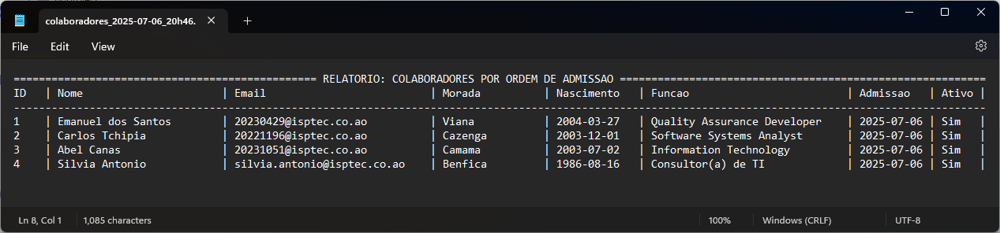 colaboradores_2025-07-06_20h46.
File Edit View
================================================ RELATORIO: COLABORADORES POR ORDEM DE ADMISSAO ==========================================================
ID   | Nome                      | Email                          | Morada          | Nascimento   | Funcao                         | Admissao   | Ativo |
----------------------------------------------------------------------------------------------------------------------------------------------------------
1    | Emanuel dos Santos        | 20230429@isptec.co.ao          | Viana           | 2004-03-27   | Quality Assurance Developer    | 2025-07-06 | Sim   |
2    | Carlos Tchipia            | 20221196@isptec.co.ao          | Cazenga         | 2003-12-01   | Software Systems Analyst       | 2025-07-06 | Sim   |
3    | Abel Canas                | 20231051@isptec.co.ao          | Camama          | 2003-07-02   | Information Technology         | 2025-07-06 | Sim   |
4    | Silvia Antonio            | silvia.antonio@isptec.co.ao    | Benfica         | 1986-08-16   | Consultor(a) de TI             | 2025-07-06 | Sim   |
Ln 8, Col 1 1,085 characters 100% Windows (CRLF) UTF-8